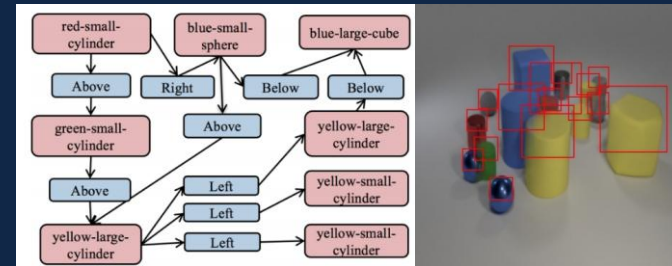 red-small-
cylinder
blue-small-
sphere
blue-large-cube
Above
Right
Below
Below
green-small-
cylinder
Above
yellow-large-
cylinder
Above
Left
Left
yellow-small-
cylinder
yellow-large-
cylinder
Left
yellow-small-
cylinder